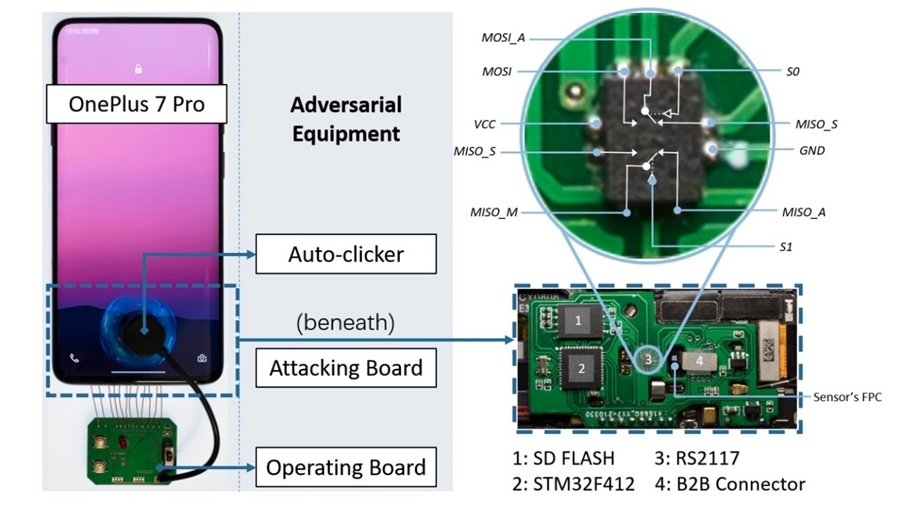 OnePlus 7 Pro
Adversarial
Equipment
Auto-clicker
(beneath)
Attacking Board
Operating Board
MOSI_A
MOSI
S0
VCC
MISO_S
MISO_S
GND
MISO_M
MISO_A
S1
1
2
3
4
Sensor's FPC
1: SD FLASH
3: RS2117
2: STM32F412
4: B2B Connector